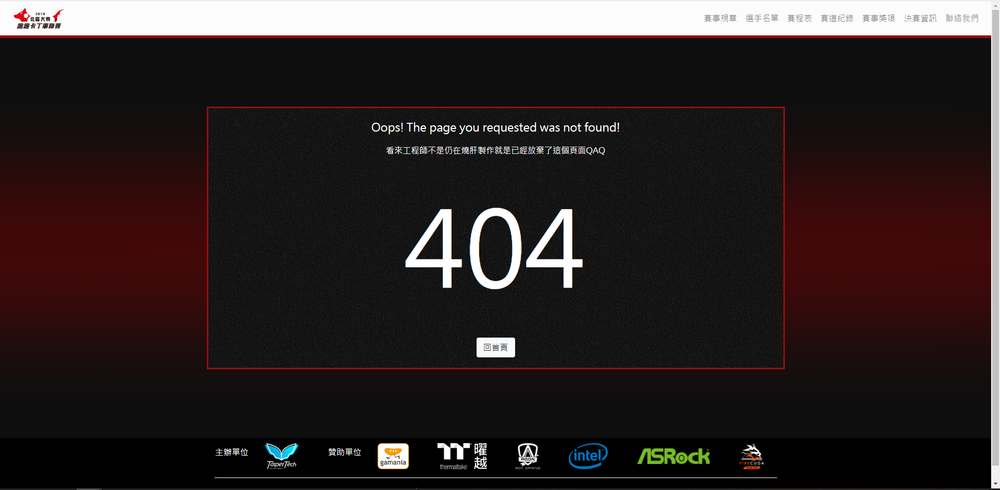 2019
北區大專
跑跑卡丁車聯賽
賽事規章 選手名單 賽程表 賽道紀錄 賽事獎項 決賽資訊 聯絡我們
Oops! The page you requested was not found!
看來工程師不是仍在燒肝製作就是已經放棄了這個頁面QAQ
404
回首頁
主辦單位 TaipeiTech 贊助單位 gamania thermaltake 曜越 AGON AOC GAMING intel ASRock FIRECUDA GAMING